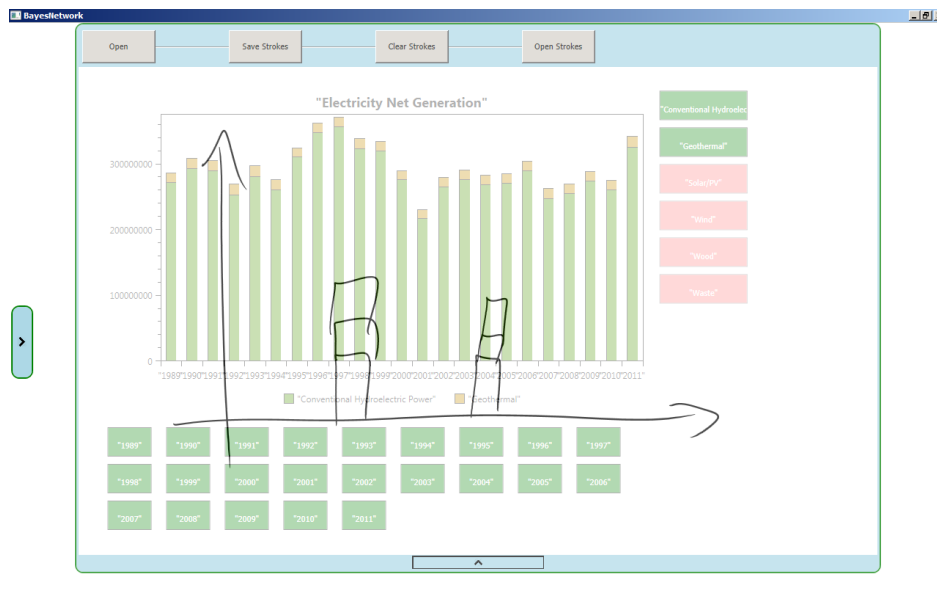 BayesNetwork
Open Save Strokes Clear Strokes Open Strokes
"Electricity Net Generation"
"Conventional Hydroelec
"Geothermal"
"Solar/PV"
"Wind"
"Wood"
"Waste"
300000000
200000000
100000000
0
"1989" "1990" "1991" "1992" "1993" "1994" "1995" "1996" "1997" "1998" "1999" "2000" "2001" "2002" "2003" "2004" "2005" "2006" "2007" "2008" "2009" "2010" "2011"
"Conventional Hydroelectric Power" "Geothermal"
"1989" "1990" "1991" "1992" "1993" "1994" "1995" "1996" "1997"
"1998" "1999" "2000" "2001" "2002" "2003" "2004" "2005" "2006"
"2007" "2008" "2009" "2010" "2011"